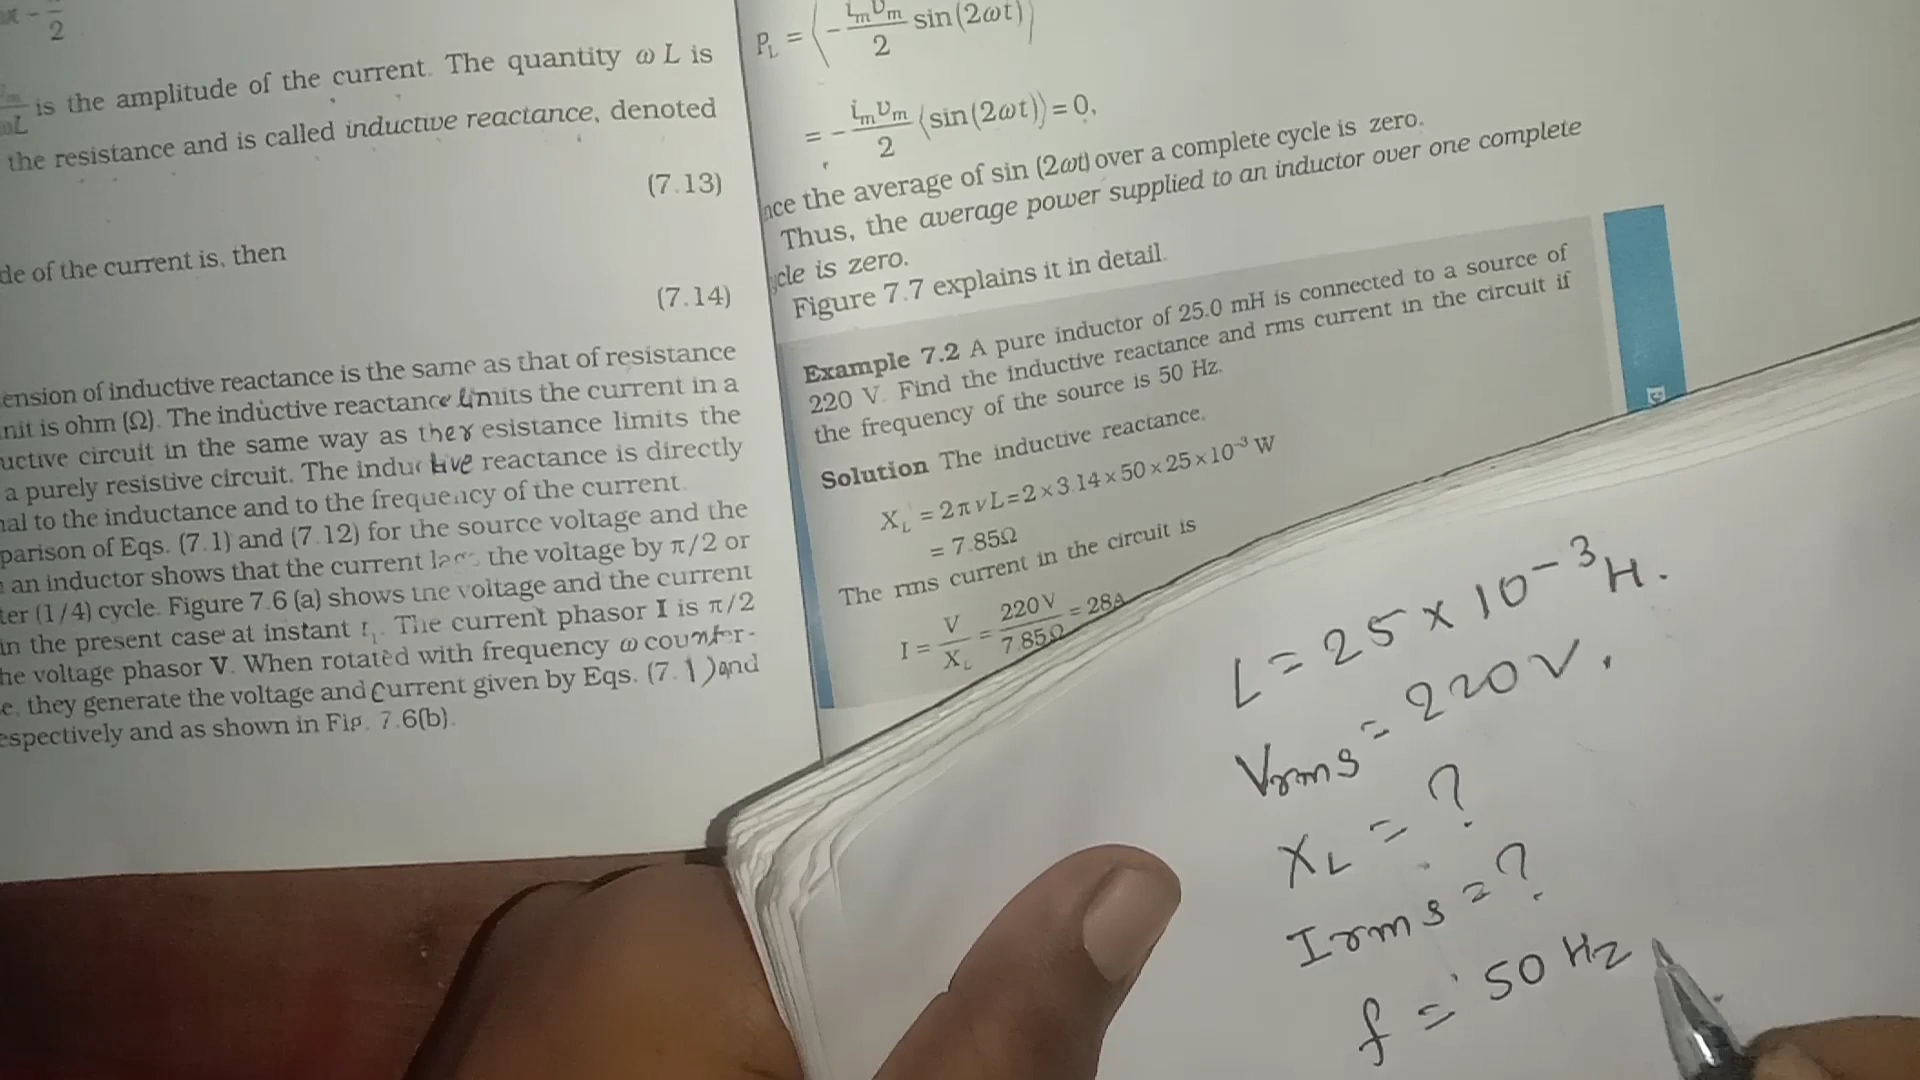 2
is the amplitude of the current. The quantity ω L is
ωL
the resistance and is called inductive reactance, denoted
(7.13)
de of the current is, then
(7.14)
ension of inductive reactance is the same as that of resistance
nit is ohm (Ω). The inductive reactance limits the current in a
uctive circuit in the same way as the resistance limits the
a purely resistive circuit. The inductive reactance is directly
nal to the inductance and to the frequency of the current.
parison of Eqs. (7.1) and (7.12) for the source voltage and the
an inductor shows that the current lags the voltage by π/2 or
ter (1/4) cycle. Figure 7.6 (a) shows the voltage and the current
in the present case at instant t₁. The current phasor I is π/2
he voltage phasor V. When rotated with frequency ω counter-
e, they generate the voltage and current given by Eqs. (7.1) and
espectively and as shown in Fig. 7.6(b).
P_L = ⟨- i_m v_m / 2 sin(2ωt)⟩
= - i_m v_m / 2 ⟨sin(2ωt)⟩ = 0,
nce the average of sin (2ωt) over a complete cycle is zero.
Thus, the average power supplied to an inductor over one complete
ycle is zero.
Figure 7.7 explains it in detail.
Example 7.2 A pure inductor of 25.0 mH is connected to a source of
220 V. Find the inductive reactance and rms current in the circuit if
the frequency of the source is 50 Hz.
Solution The inductive reactance,
X_L = 2πνL = 2×3.14×50×25×10⁻³ W
= 7.85Ω
The rms current in the circuit is
I = V / X_L = 220 V / 7.85Ω = 28A
L = 25 × 10⁻³ H.
Vrms = 220V.
XL = ?
Irms = ?
f = 50 Hz